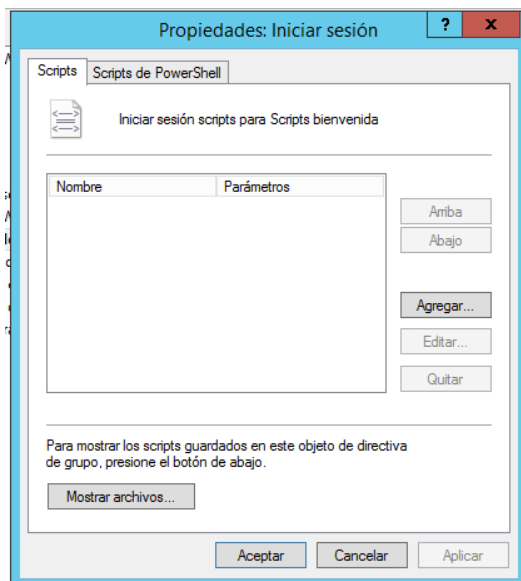 Propiedades: Iniciar sesión
? x
Scripts
Scripts de PowerShell
Iniciar sesión scripts para Scripts bienvenida
Nombre
Parámetros
Arriba
Abajo
Agregar...
Editar...
Quitar
Para mostrar los scripts guardados en este objeto de directiva
de grupo, presione el botón de abajo.
Mostrar archivos...
Aceptar
Cancelar
Aplicar